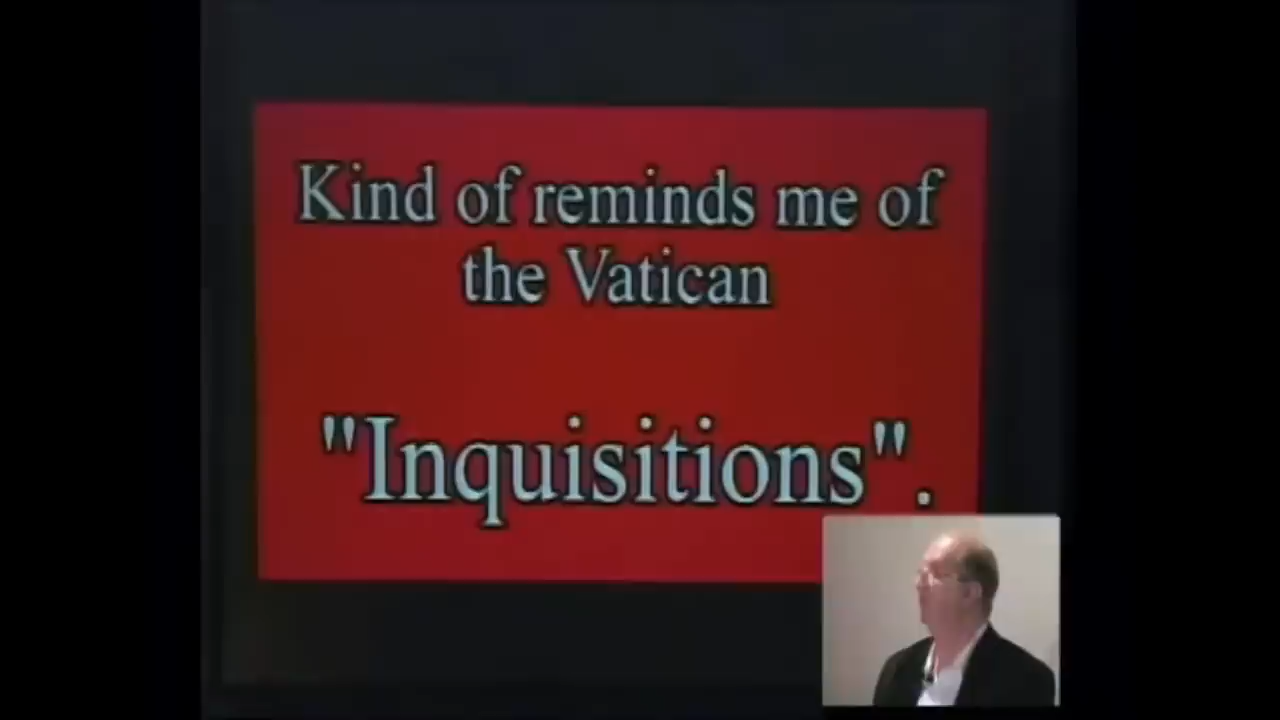 Kind of reminds me of
the Vatican
"Inquisitions".